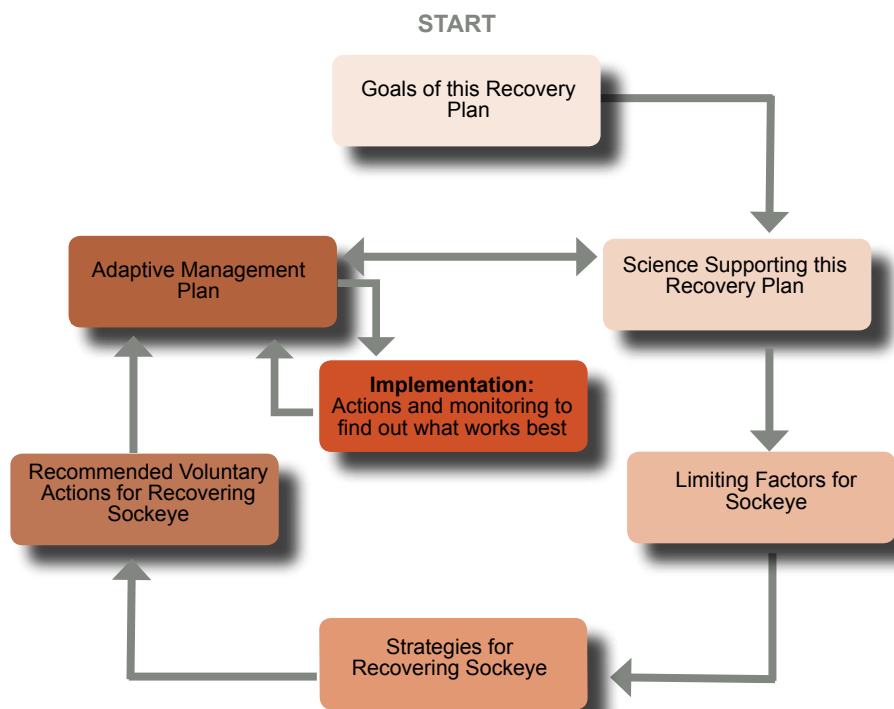 START
Goals of this Recovery
Plan
Adaptive Management
Plan
Science Supporting this
Recovery Plan
Implementation:
Actions and monitoring to
find out what works best
Recommended Voluntary
Actions for Recovering
Sockeye
Limiting Factors for
Sockeye
Strategies for
Recovering Sockeye